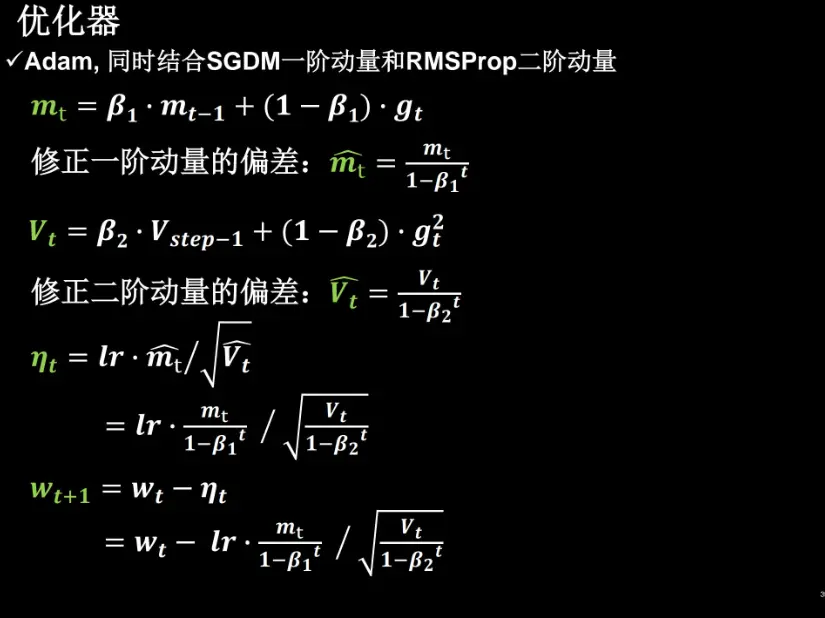 优化器
✓Adam, 同时结合SGDM一阶动量和RMSProp二阶动量
$m_t = \beta_1 \cdot m_{t-1} + (1 - \beta_1) \cdot g_t$
修正一阶动量的偏差：$\widehat{m_t} = \frac{m_t}{1-\beta_1^t}$
$V_t = \beta_2 \cdot V_{step-1} + (1 - \beta_2) \cdot g_t^2$
修正二阶动量的偏差：$\widehat{V_t} = \frac{V_t}{1-\beta_2^t}$
$\eta_t = lr \cdot \widehat{m_t} / \sqrt{\widehat{V_t}}$
$= lr \cdot \frac{m_t}{1-\beta_1^t} / \sqrt{\frac{V_t}{1-\beta_2^t}}$
$w_{t+1} = w_t - \eta_t$
$= w_t - lr \cdot \frac{m_t}{1-\beta_1^t} / \sqrt{\frac{V_t}{1-\beta_2^t}}$